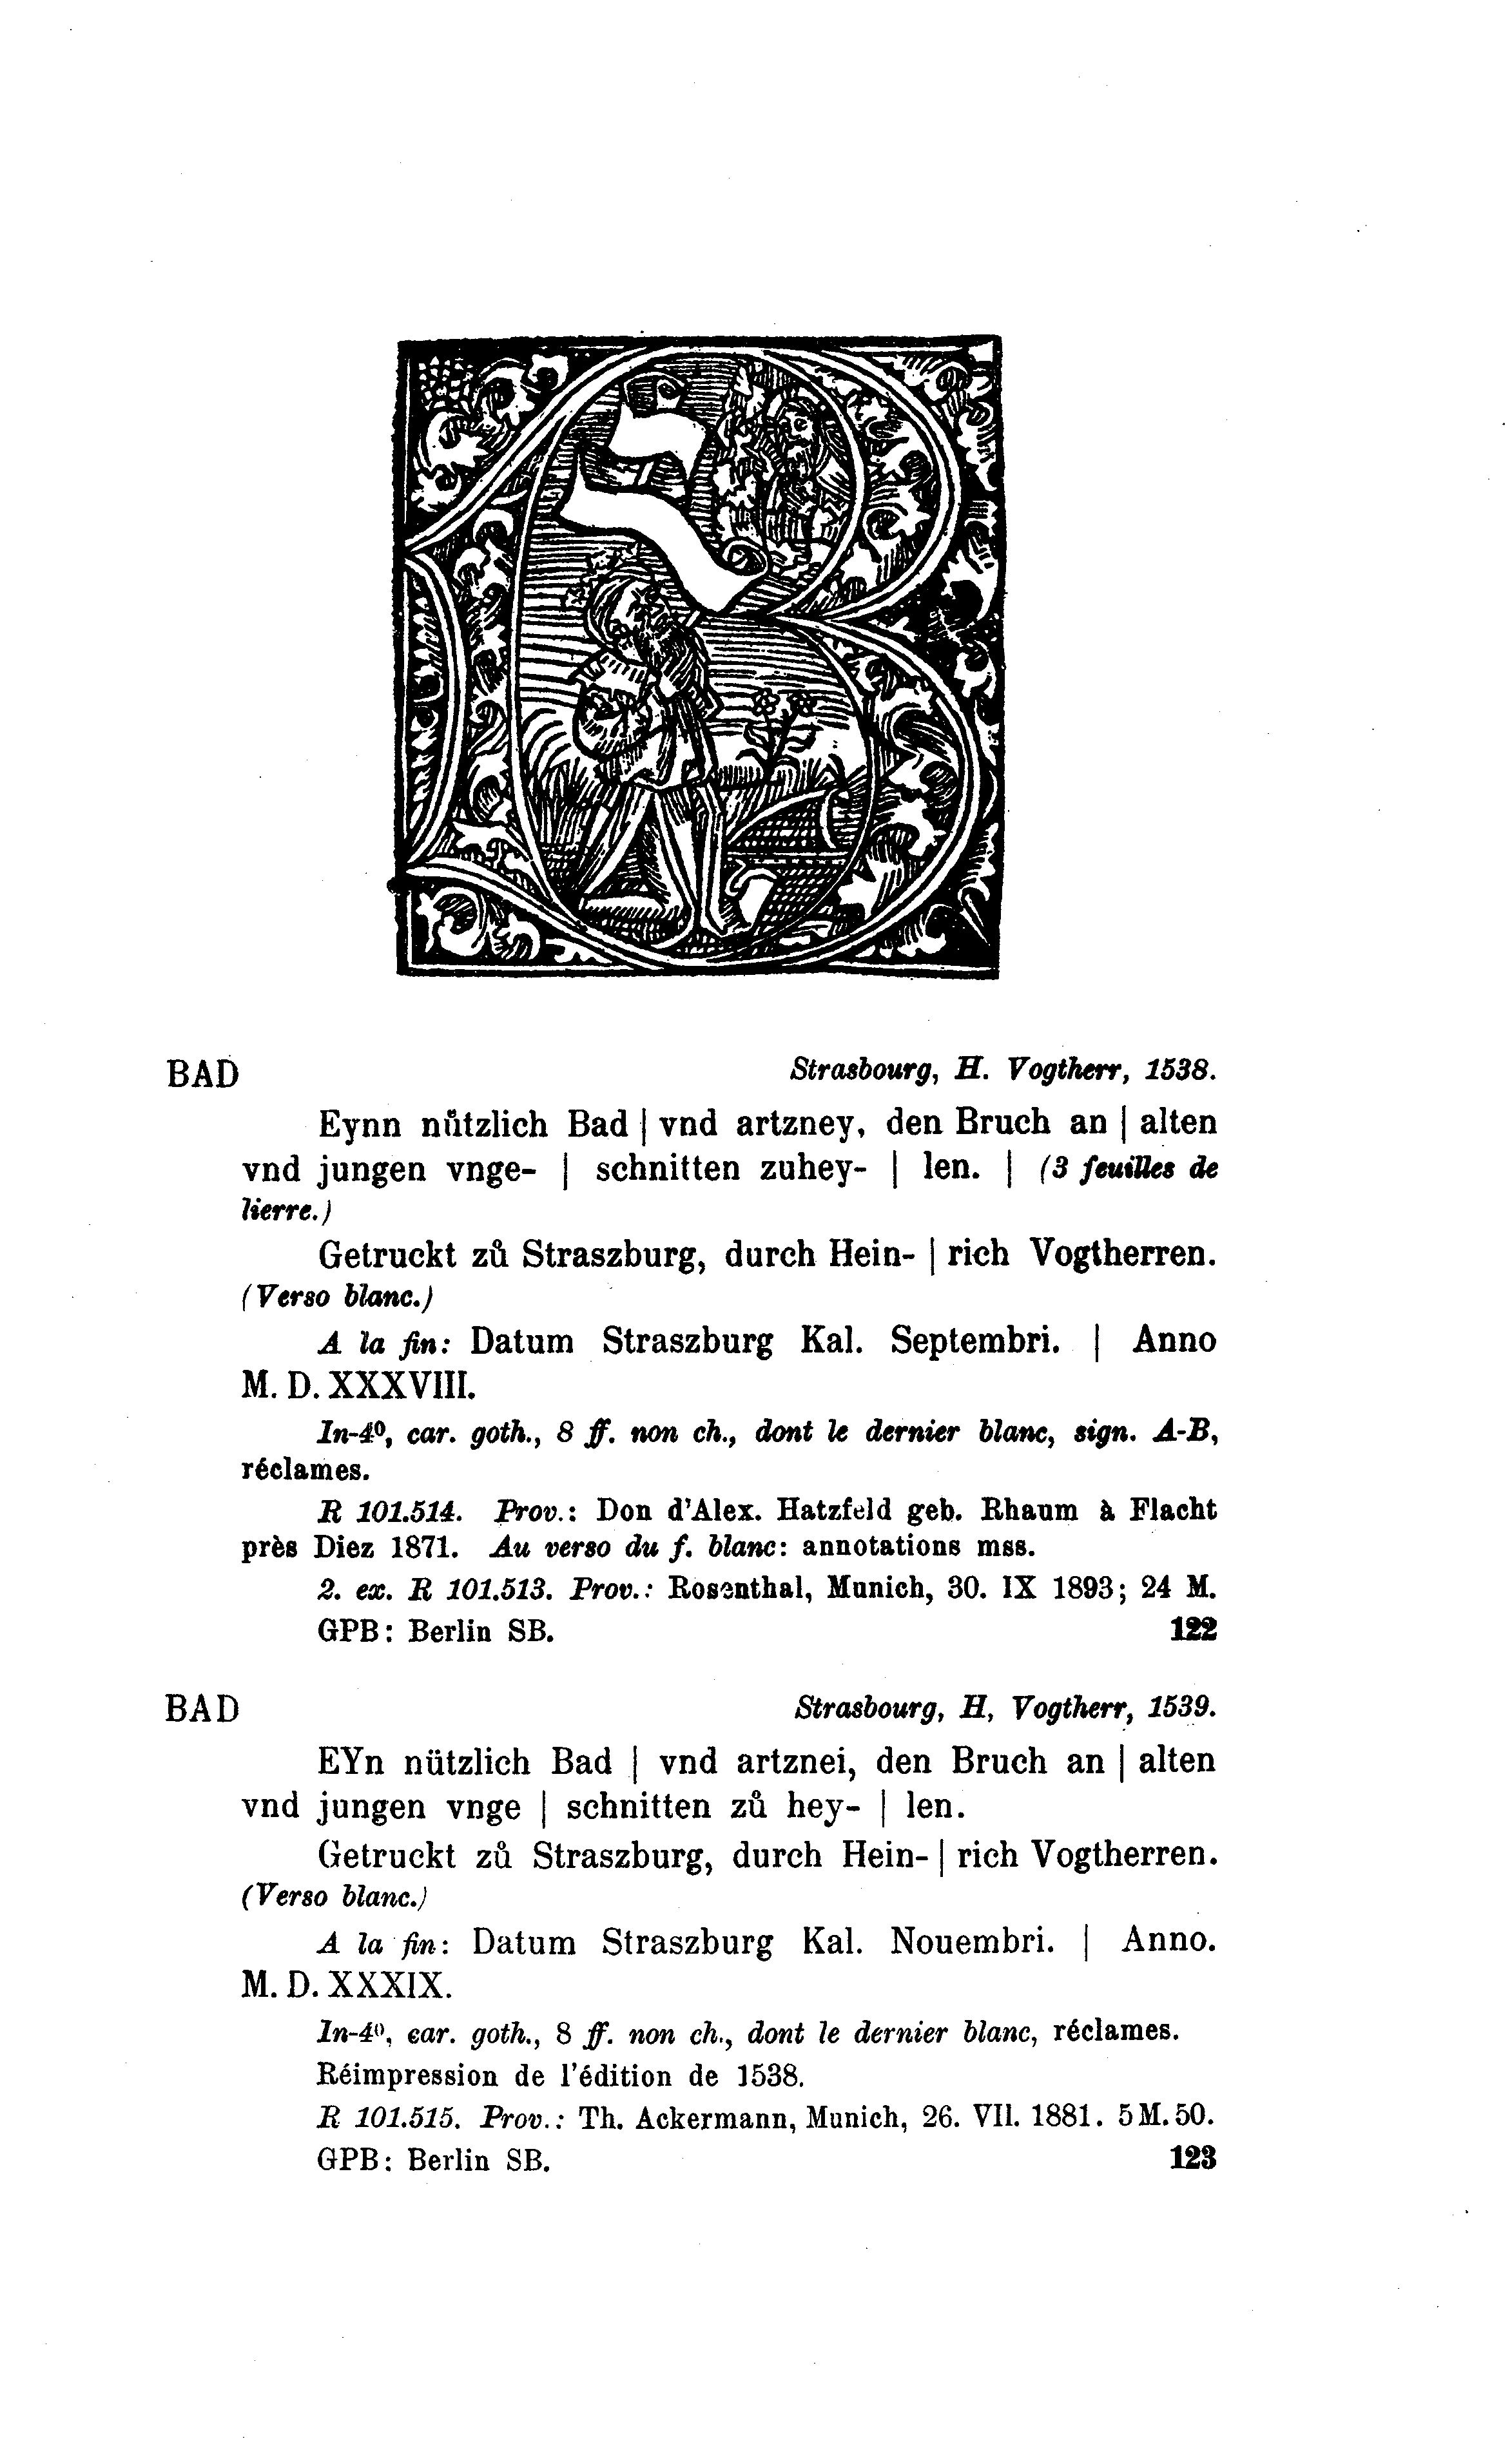 BAD Strasbourg, H. Vogtherr, 1538.
Eynn nůtzlich Bad | vnd artzney, den Bruch an | alten
vnd jungen vnge- | schnitten zuhey- | len. | (3 feuilles de
lierre.)
Getruckt zů Straszburg, durch Hein- | rich Vogtherren.
(Verso blanc.)
A la fin: Datum Straszburg Kal. Septembri. | Anno
M. D. XXXVIII.
In-4⁰, car. goth., 8 ff. non ch., dont le dernier blanc, sign. A-B,
réclames.
R 101.514. Prov.: Don d'Alex. Hatzfeld geb. Rhaum à Flacht
près Diez 1871. Au verso du f. blanc: annotations mss.
2. ex. R 101.513. Prov.: Rosenthal, Munich, 30. IX 1893; 24 M.
GPB: Berlin SB. 122
BAD Strasbourg, H, Vogtherr, 1539.
EYn nützlich Bad | vnd artznei, den Bruch an | alten
vnd jungen vnge | schnitten zů hey- | len.
Getruckt zů Straszburg, durch Hein- | rich Vogtherren.
(Verso blanc.)
A la fin: Datum Straszburg Kal. Nouembri. | Anno.
M. D. XXXIX.
In-4⁰, car. goth., 8 ff. non ch., dont le dernier blanc, réclames.
Réimpression de l'édition de 1538.
R 101.515. Prov.: Th. Ackermann, Munich, 26. VII. 1881. 5 M. 50.
GPB: Berlin SB. 123